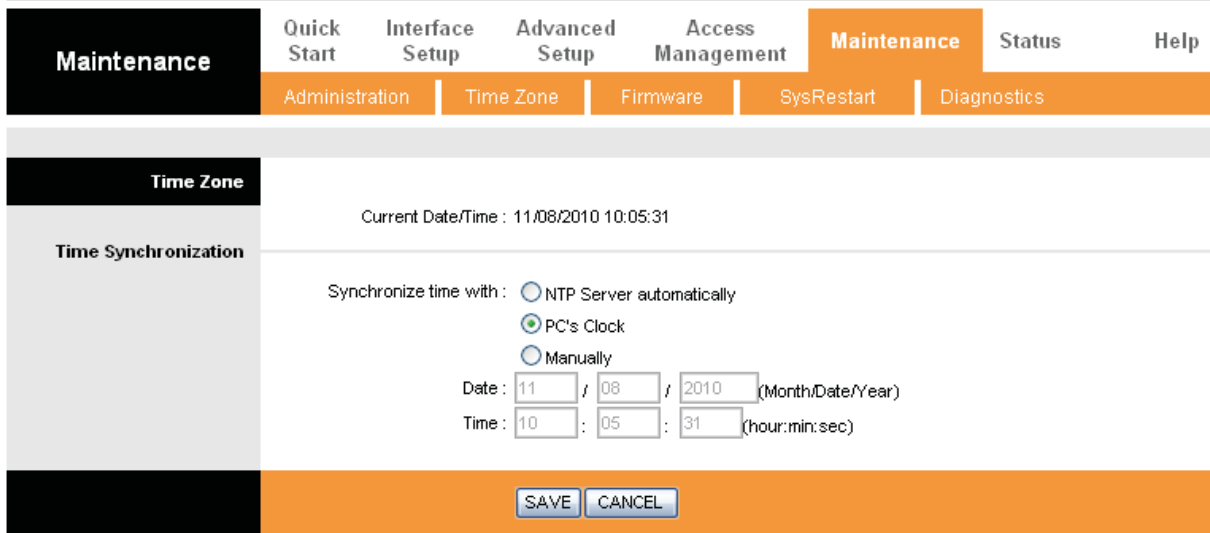 Maintenance
Quick Start Interface Setup Advanced Setup Access Management Maintenance Status Help
Administration Time Zone Firmware SysRestart Diagnostics
Time Zone
Current Date/Time : 11/08/2010 10:05:31
Time Synchronization
Synchronize time with : NTP Server automatically
PC's Clock
Manually
Date : 11 / 08 / 2010 (Month/Date/Year)
Time : 10 : 05 : 31 (hour:min:sec)
SAVE CANCEL